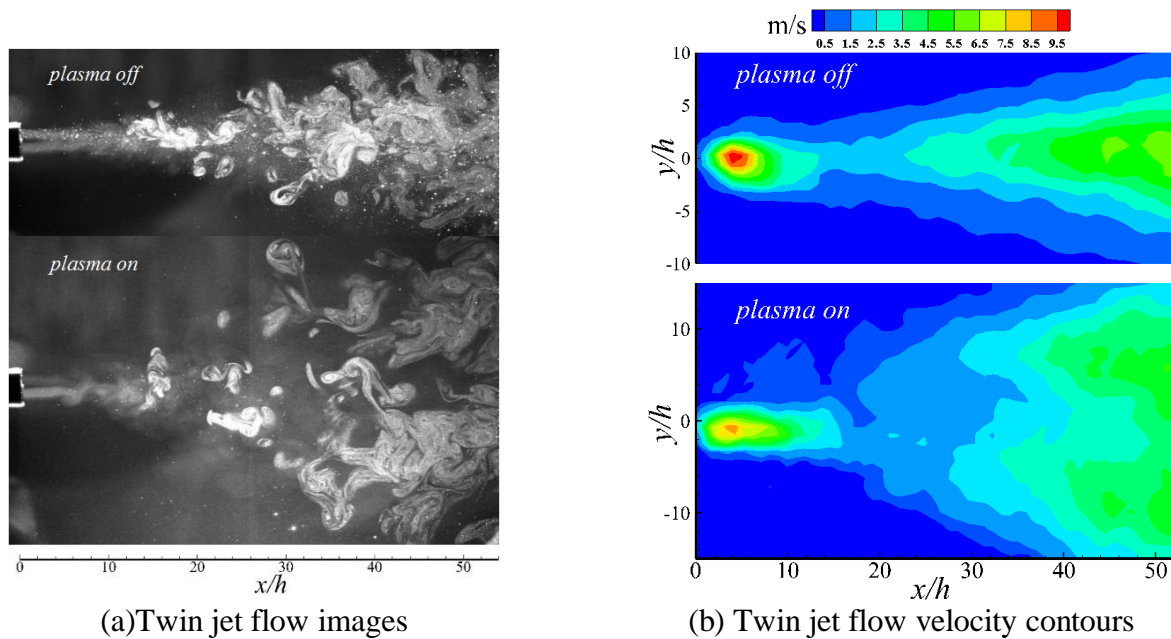 plasma off
plasma on
0 10 20 30 40 50
x/h
(a)Twin jet flow images
m/s
0.5 1.5 2.5 3.5 4.5 5.5 6.5 7.5 8.5 9.5
10
5
0
-5
-10
y/h
plasma off
10
0
-10
y/h
plasma on
0 10 20 30 40 50
x/h
(b) Twin jet flow velocity contours